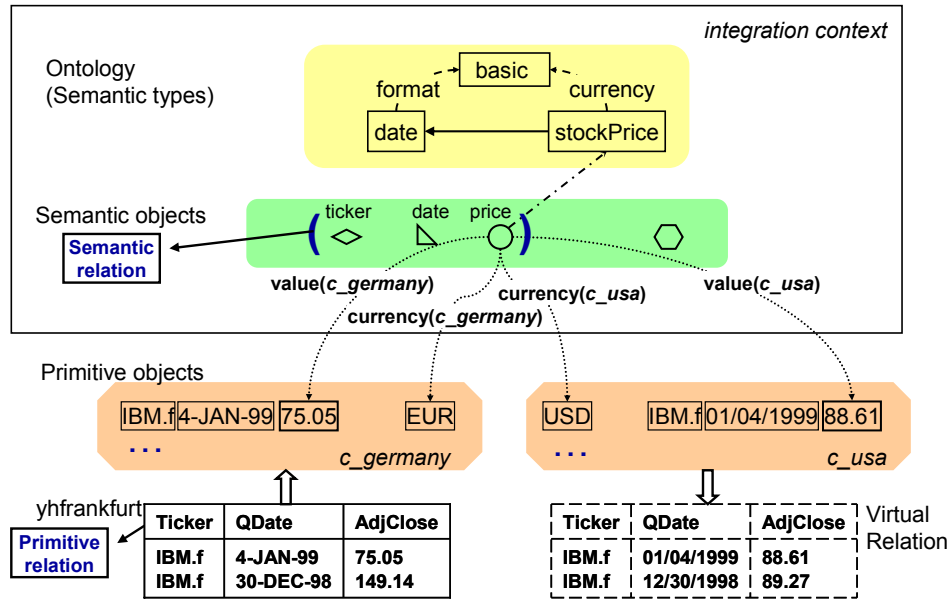 integration context
Ontology
(Semantic types)
basic
format
currency
date
stockPrice
Semantic objects
ticker
date
price
( )
Semantic
relation
value(c_germany)
currency(c_germany)
currency(c_usa)
value(c_usa)
Primitive objects
IBM.f 4-JAN-99 75.05 EUR
...
c_germany
USD IBM.f 01/04/1999 88.61
...
c_usa
yhfrankfurt
Primitive
relation
Ticker QDate AdjClose
IBM.f 4-JAN-99 75.05
IBM.f 30-DEC-98 149.14
Ticker QDate AdjClose
IBM.f 01/04/1999 88.61
IBM.f 12/30/1998 89.27
Virtual
Relation